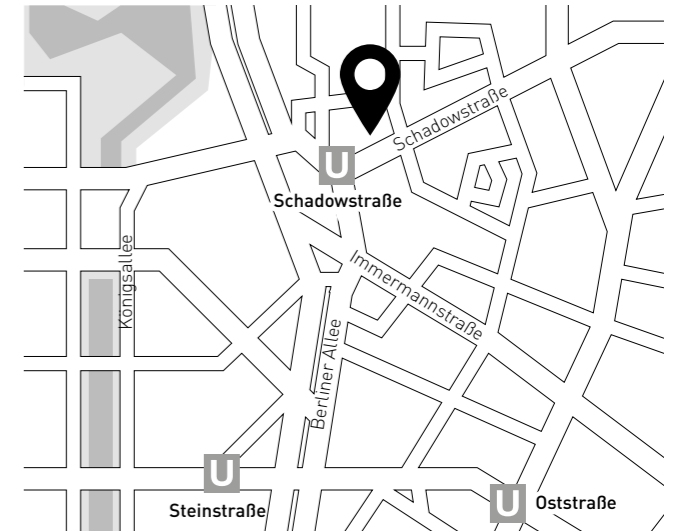 Schadowstraße
U
Schadowstraße
Königsallee
Immermannstraße
Berliner Allee
U
Steinstraße
U
Oststraße